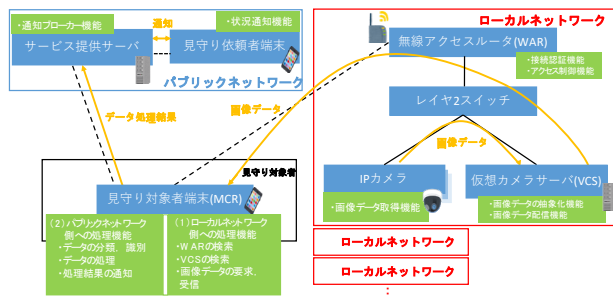 ・通知ブローカー機能
サービス提供サーバ
通知
・状況通知機能
見守り依頼者端末
パブリックネットワーク
データ処理結果
画像データ
見守り対象者
見守り対象者端末(MCR)
(2)パブリックネットワーク
側への処理機能
・データの分類、識別
・データの処理
・処理結果の通知
(1)ローカルネットワーク
側への処理機能
・WARの検索
・VCSの検索
・画像データの要求、
受信
ローカルネットワーク
無線アクセスルータ(WAR)
・接続認証機能
・アクセス制御機能
レイヤ2スイッチ
画像データ
IPカメラ
・画像データ取得機能
仮想カメラサーバ(VCS)
・画像データの抽象化機能
・画像データ配信機能
ローカルネットワーク
ローカルネットワーク
: